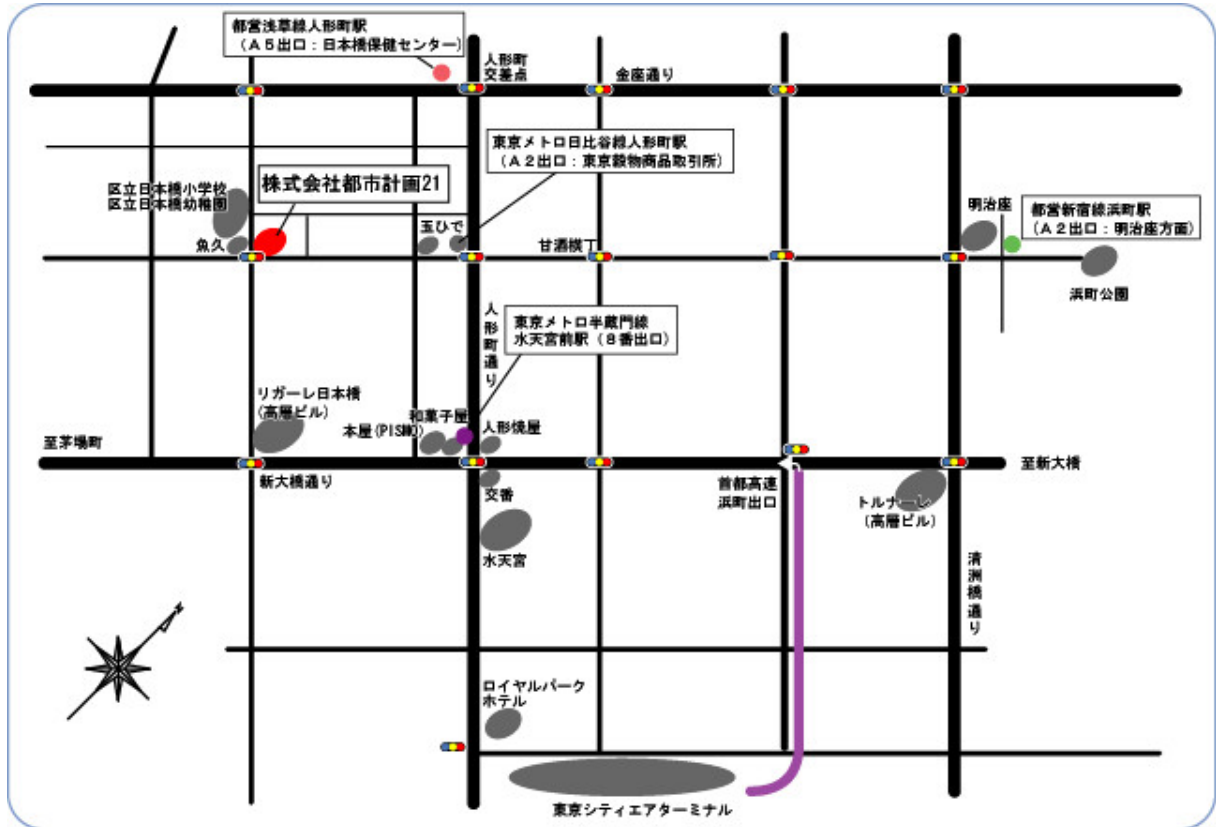 都営浅草線人形町駅
（Ａ５出口：日本橋保健センター）
人形町
交差点
金座通り
東京メトロ日比谷線人形町駅
（Ａ２出口：東京穀物商品取引所）
区立日本橋小学校
区立日本橋幼稚園
株式会社都市計画21
魚久
玉ひで
甘酒横丁
明治座
都営新宿線浜町駅
（Ａ２出口：明治座方面）
浜町公園
人形町通り
東京メトロ半蔵門線
水天宮前駅（８番出口）
リガーレ日本橋
(高層ビル)
和菓子屋
本屋(PISMO)
人形焼屋
至茅場町
新大橋通り
交番
首都高速
浜町出口
至新大橋
トルナーレ
(高層ビル)
水天宮
清洲橋通り
N
ロイヤルパーク
ホテル
東京シティエアターミナル